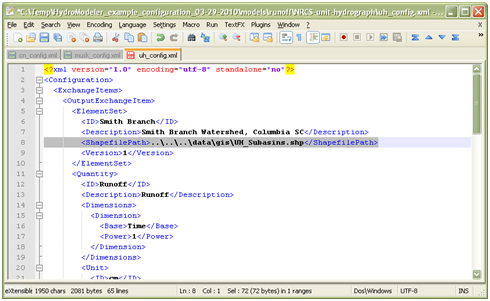 *C:\Temp\HydroModeler_example_configuration_03-29-2010\models\runoff\NRCS-unit-hydrograph\uh_config.xml - ...
File Edit Search View Encoding Language Settings Macro Run TextFX Plugins Window ?
cn_config.xml musk_config.xml uh_config.xml
1 <?xml version="1.0" encoding="utf-8" standalone="no"?>
2 <Configuration>
3 <ExchangeItems>
4 <OutputExchangeItem>
5 <ElementSet>
6 <ID>Smith Branch</ID>
7 <Description>Smith Branch Watershed, Columbia SC</Description>
8 <ShapefilePath>..\..\..\data\gis\UH_Subasins.shp</ShapefilePath>
9 <Version>1</Version>
10 </ElementSet>
11 <Quantity>
12 <ID>Runoff</ID>
13 <Description>Runoff</Description>
14 <Dimensions>
15 <Dimension>
16 <Base>Time</Base>
17 <Power>1</Power>
18 </Dimension>
19 </Dimensions>
20 <Unit>
21 <ID>cm</ID>
eXtensible 1950 chars 2081 bytes 65 lines Ln : 8 Col : 1 Sel : 72 (72 bytes) in 1 ranges Dos\Windows UTF-8 INS